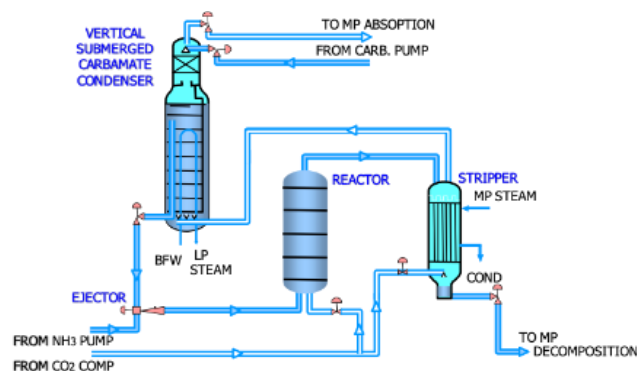 VERTICAL
SUBMERGED
CARBAMATE
CONDENSER
TO MP ABSOPTION
FROM CARB. PUMP
REACTOR
STRIPPER
MP STEAM
BFW
LP
STEAM
COND
EJECTOR
FROM NH3 PUMP
FROM CO2 COMP
TO MP
DECOMPOSITION